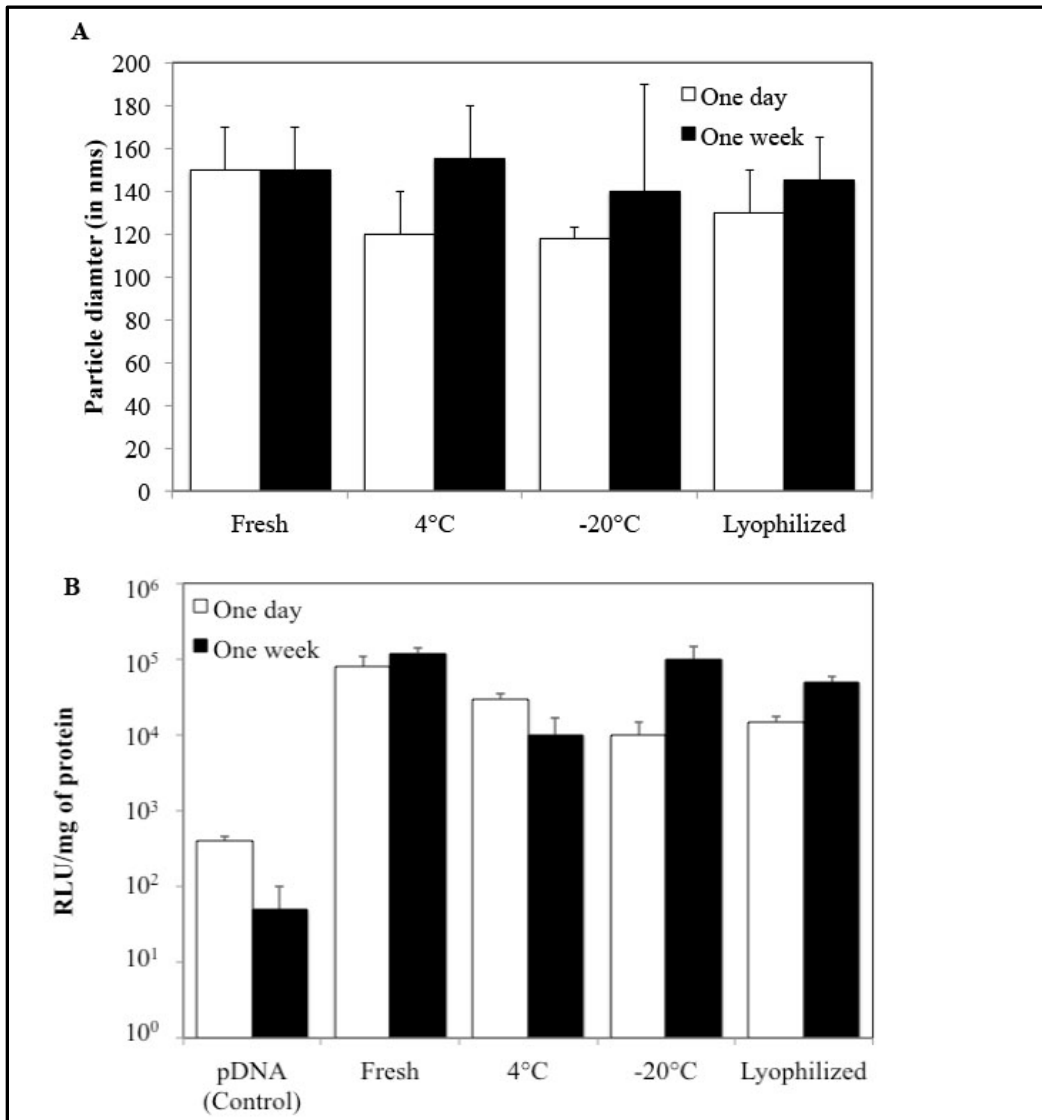 A
Particle diamter (in nms)
200
180
160
140
120
100
80
60
40
20
0
One day
One week
Fresh 4°C -20°C Lyophilized
B
RLU/mg of protein
10⁶
10⁵
10⁴
10³
10²
10¹
10⁰
One day
One week
pDNA Fresh 4°C -20°C Lyophilized
(Control)